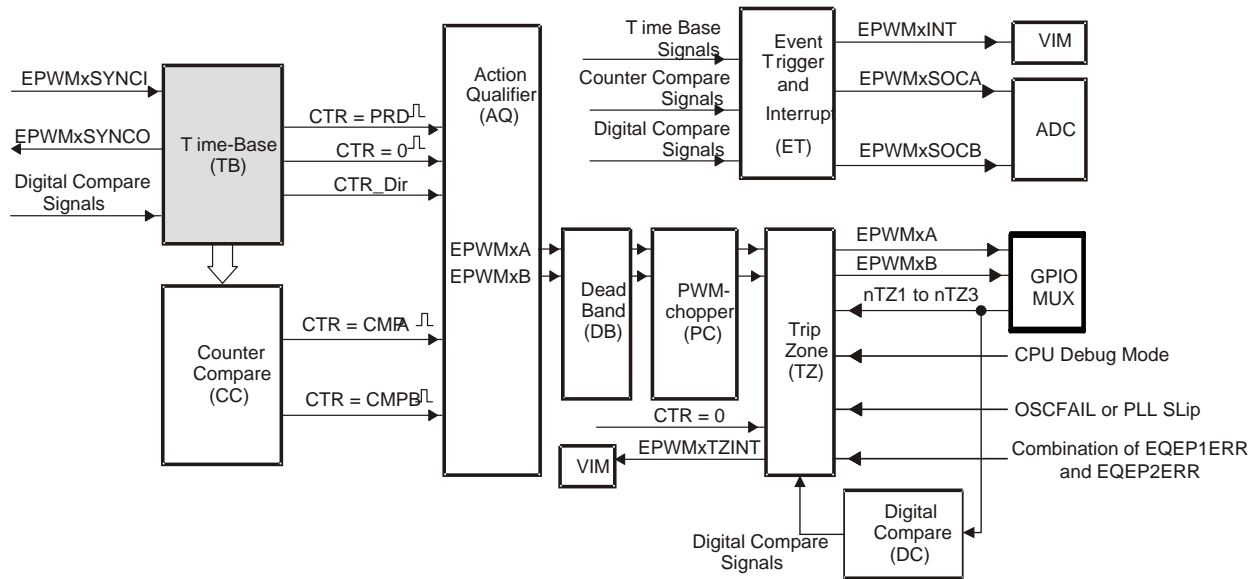 EPWMxSYNCI
EPWMxSYNCO
Digital Compare
Signals
Time-Base
(TB)
CTR = PRD
CTR = 0
CTR_Dir
Counter
Compare
(CC)
CTR = CMPA
CTR = CMPB
Action
Qualifier
(AQ)
EPWMxA
EPWMxB
Dead
Band
(DB)
PWM-
chopper
(PC)
Time Base
Signals
Counter Compare
Signals
Digital Compare
Signals
Event
Trigger
and
Interrupt
(ET)
EPWMxINT
EPWMxSOCA
EPWMxSOCB
VIM
ADC
Trip
Zone
(TZ)
EPWMxA
EPWMxB
nTZ1 to nTZ3
GPIO
MUX
CPU Debug Mode
OSCFAIL or PLL SLip
Combination of EQEP1ERR
and EQEP2ERR
CTR = 0
EPWMxTZINT
VIM
Digital Compare
Signals
Digital
Compare
(DC)